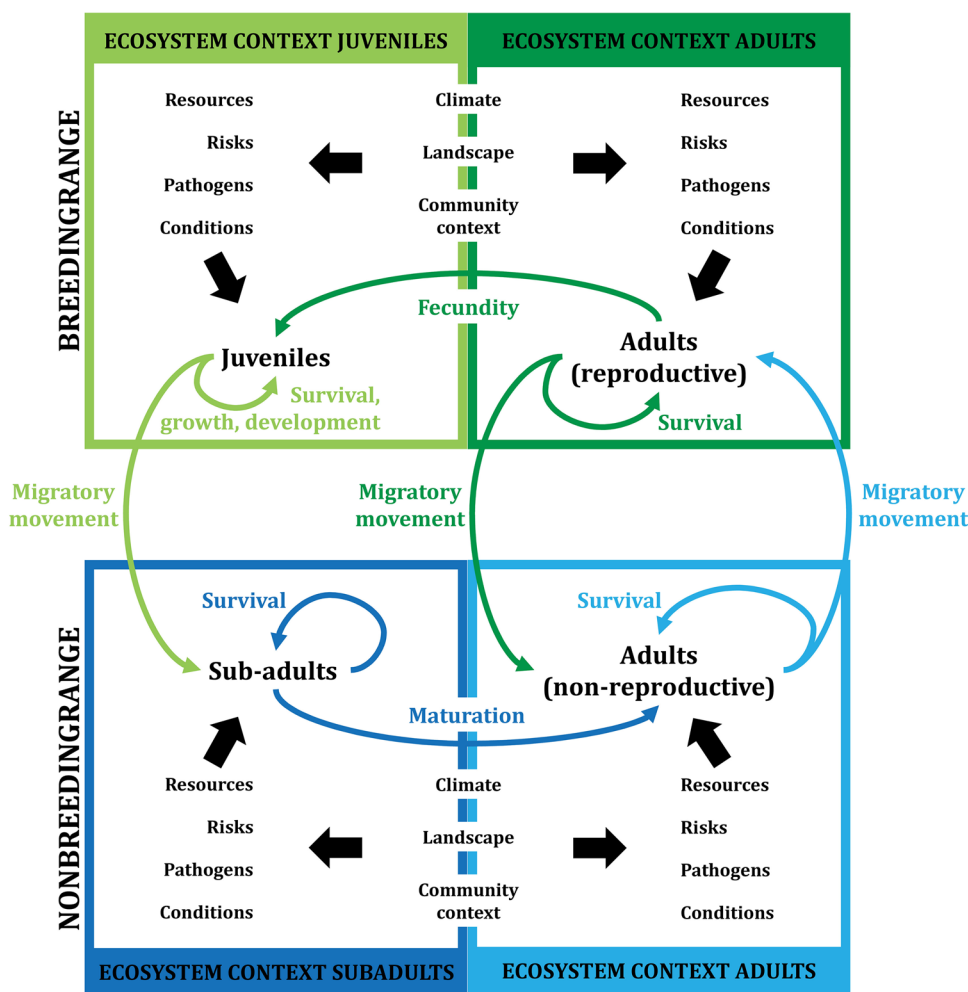 ECOSYSTEM CONTEXT JUVENILES
ECOSYSTEM CONTEXT ADULTS
BREEDINGRANGE
Resources
Risks
Pathogens
Conditions
Climate
Landscape
Community
context
Resources
Risks
Pathogens
Conditions
Fecundity
Juveniles
Survival,
growth, development
Adults
(reproductive)
Survival
Migratory
movement
Migratory
movement
Migratory
movement
NONBREEDINGRANGE
Survival
Sub-adults
Survival
Adults
(non-reproductive)
Maturation
Resources
Risks
Pathogens
Conditions
Climate
Landscape
Community
context
Resources
Risks
Pathogens
Conditions
ECOSYSTEM CONTEXT SUBADULTS
ECOSYSTEM CONTEXT ADULTS